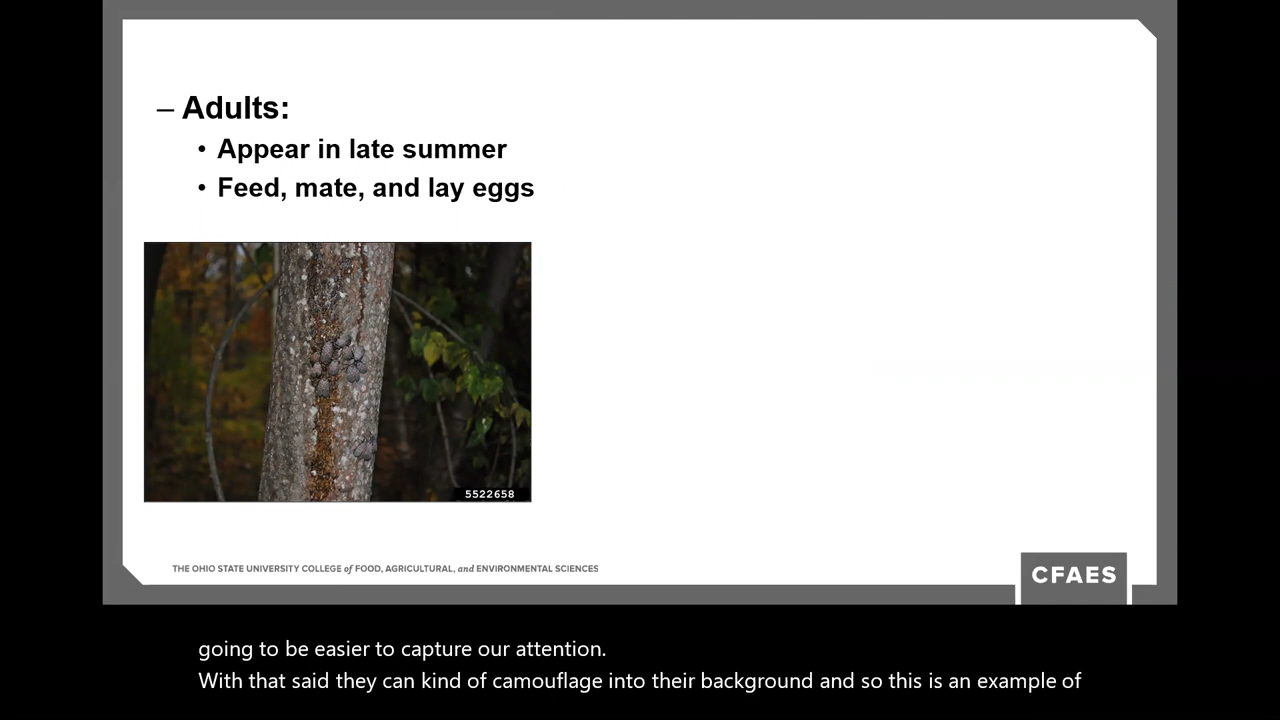 – Adults:
• Appear in late summer
• Feed, mate, and lay eggs
5522658
THE OHIO STATE UNIVERSITY COLLEGE of FOOD, AGRICULTURAL, and ENVIRONMENTAL SCIENCES
CFAES
going to be easier to capture our attention.
With that said they can kind of camouflage into their background and so this is an example of